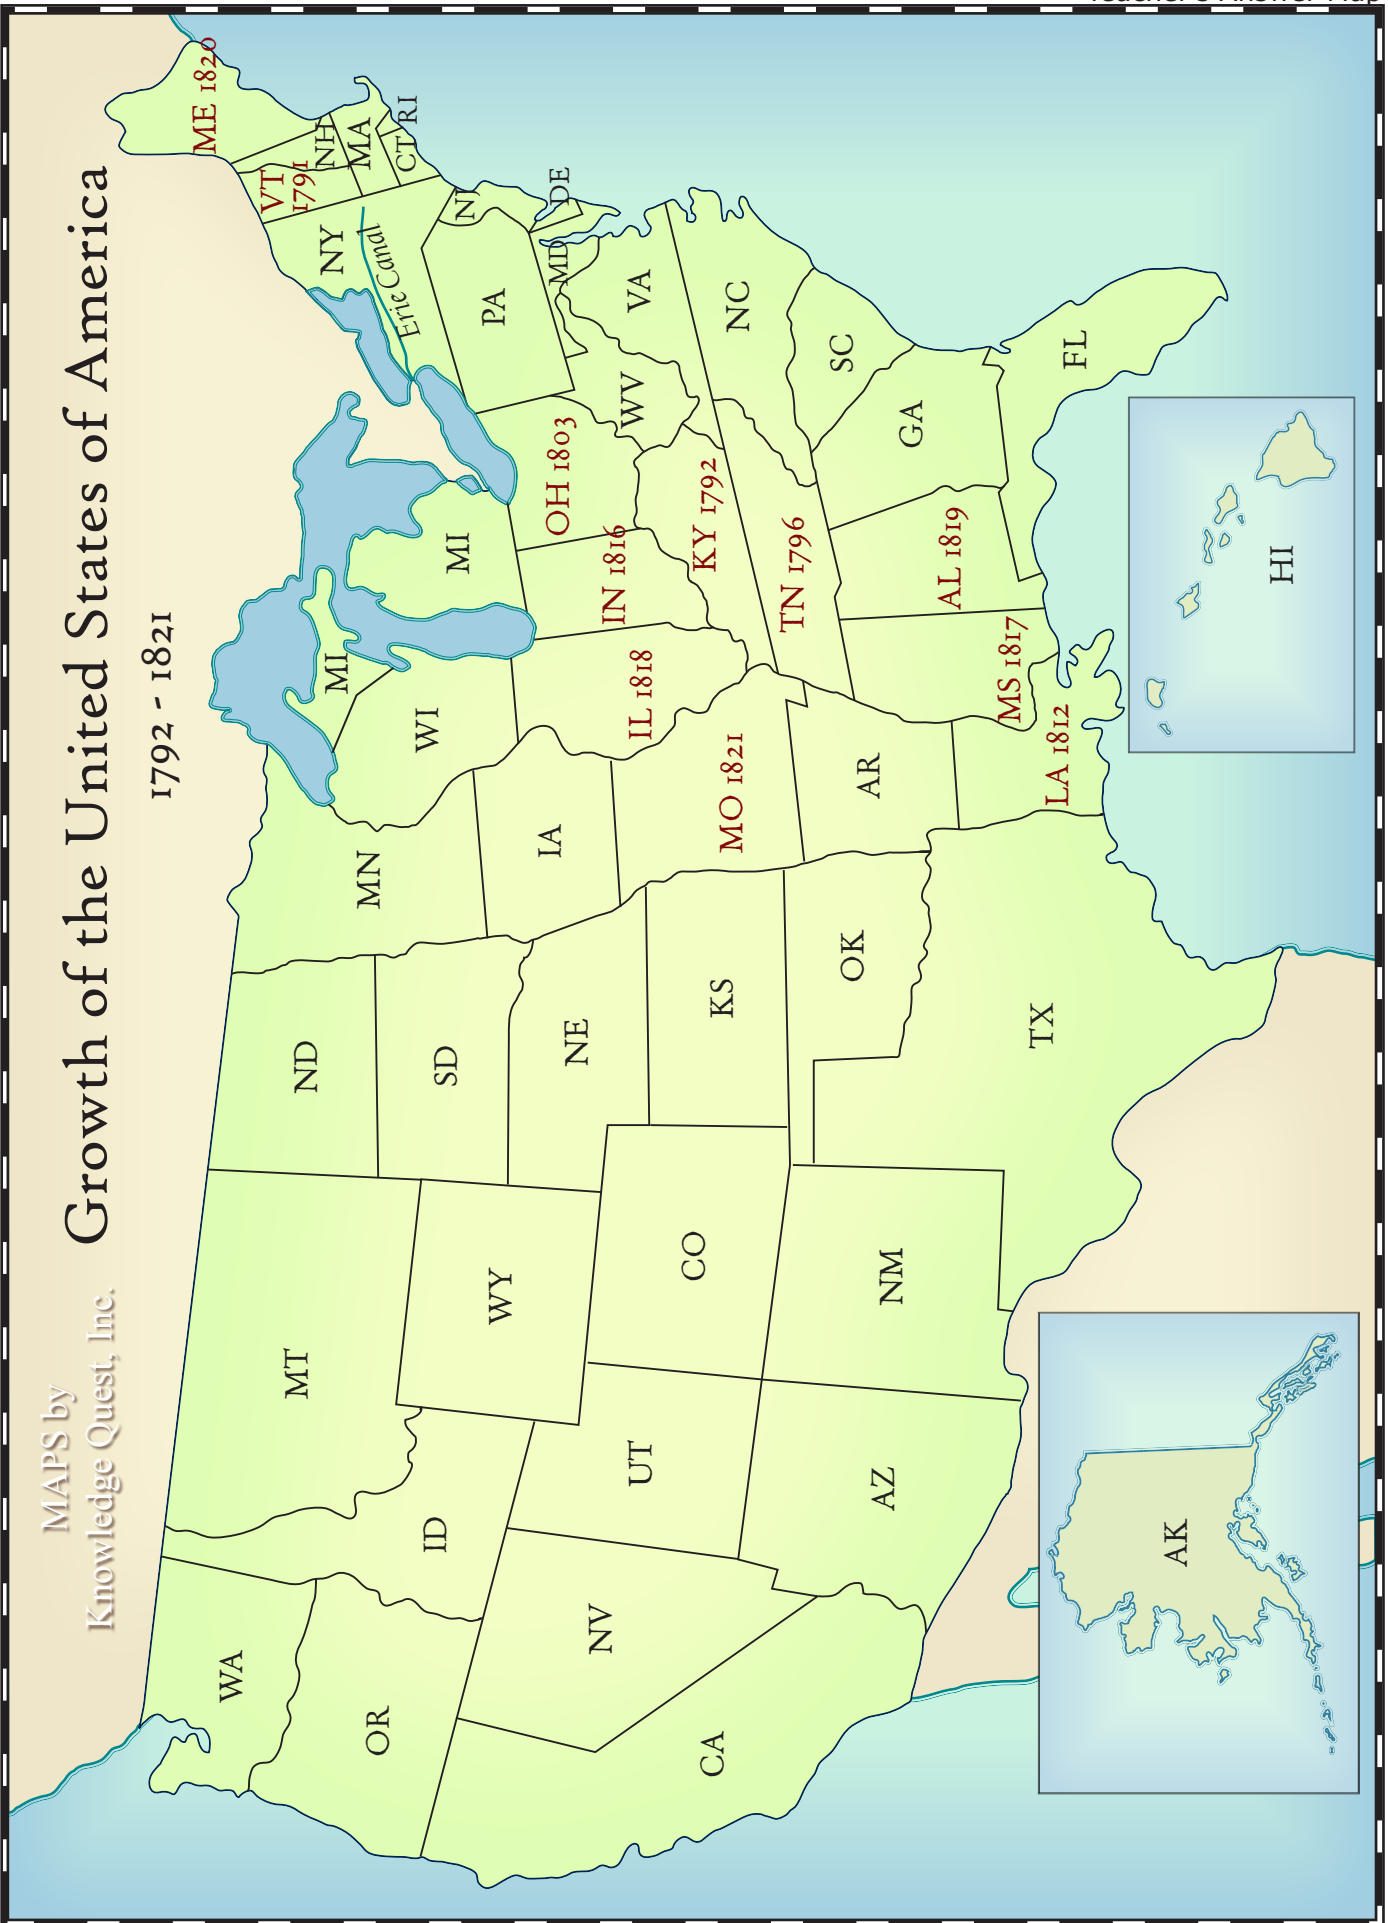 Growth of the United States of America
1792 - 1821
MAPS by
Knowledge Quest, Inc.
WA
OR
CA
NV
ID
MT
WY
UT
AZ
CO
NM
ND
SD
NE
KS
OK
TX
MN
IA
MO 1821
AR
LA 1812
WI
MI
MI
IL 1818
IN 1816
OH 1803
KY 1792
TN 1796
MS 1817
AL 1819
GA
FL
SC
NC
VA
WV
MD
DE
PA
NJ
NY
Erie Canal
VT
1791
NH
MA
CT
RI
ME 1820
AK
HI